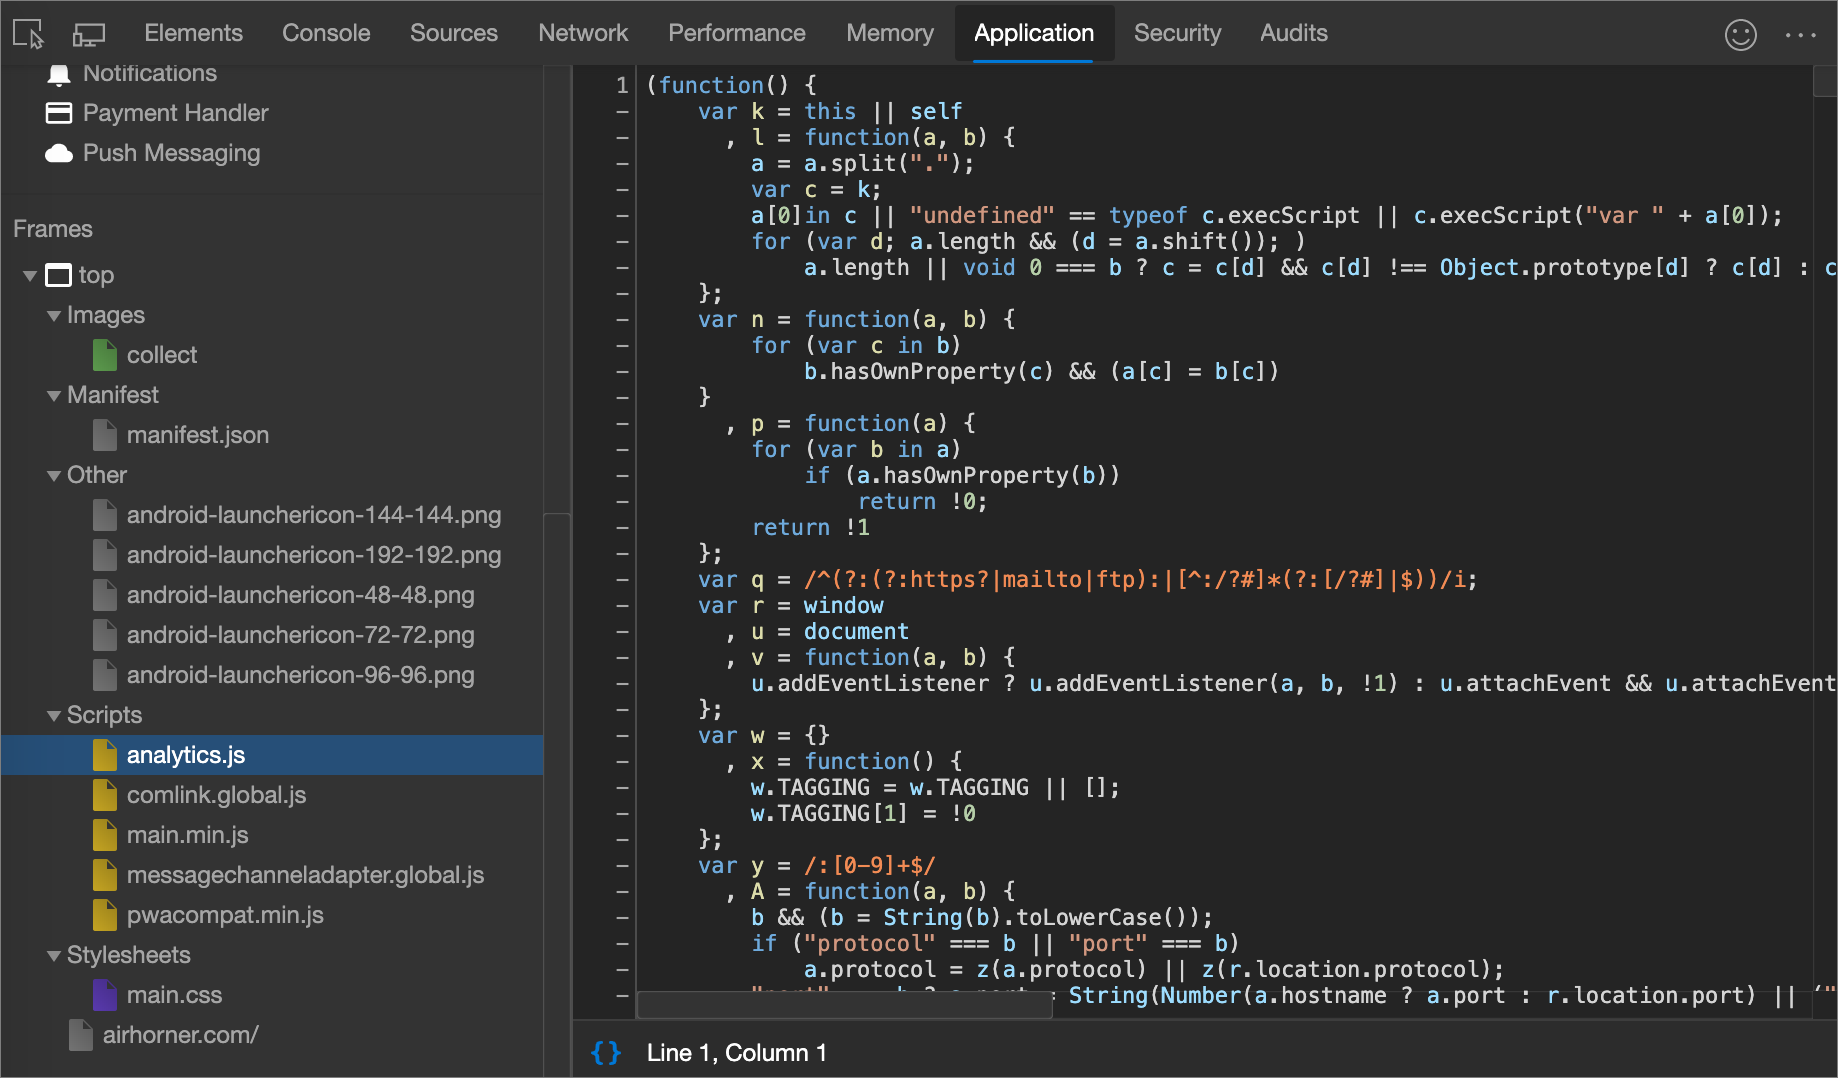 Elements Console Sources Network Performance Memory Application Security Audits
Notifications
Payment Handler
Push Messaging
Frames
top
Images
collect
Manifest
manifest.json
Other
android-launchericon-144-144.png
android-launchericon-192-192.png
android-launchericon-48-48.png
android-launchericon-72-72.png
android-launchericon-96-96.png
Scripts
analytics.js
comlink.global.js
main.min.js
messagechanneladapter.global.js
pwacompat.min.js
Stylesheets
main.css
airhorner.com/
1 (function() {
– var k = this || self
– , l = function(a, b) {
– a = a.split(".");
– var c = k;
– a[0]in c || "undefined" == typeof c.execScript || c.execScript("var " + a[0]);
– for (var d; a.length && (d = a.shift()); )
– a.length || void 0 === b ? c = c[d] && c[d] !== Object.prototype[d] ? c[d] : c
– };
– var n = function(a, b) {
– for (var c in b)
– b.hasOwnProperty(c) && (a[c] = b[c])
– }
– , p = function(a) {
– for (var b in a)
– if (a.hasOwnProperty(b))
– return !0;
– return !1
– };
– var q = /^(?:(?:https?|mailto|ftp):|[^:/?#]*(?:[/?#]|$))/i;
– var r = window
– , u = document
– , v = function(a, b) {
– u.addEventListener ? u.addEventListener(a, b, !1) : u.attachEvent && u.attachEvent
– };
– var w = {}
– , x = function() {
– w.TAGGING = w.TAGGING || [];
– w.TAGGING[1] = !0
– };
– var y = /:[0-9]+$/
– , A = function(a, b) {
– b && (b = String(b).toLowerCase());
– if ("protocol" === b || "port" === b)
– a.protocol = z(a.protocol) || z(r.location.protocol);
– "port" b ? a.port = String(Number(a.hostname ? a.port : r.location.port) || ("
{} Line 1, Column 1